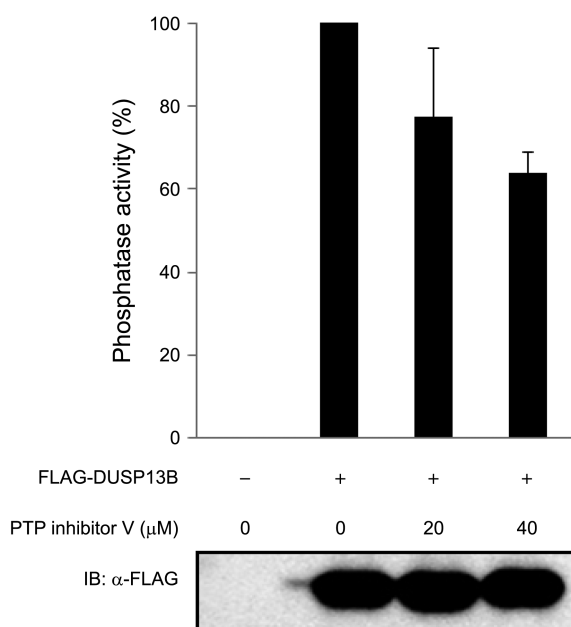 100
80
60
40
20
0
Phosphatase activity (%)
FLAG-DUSP13B – + + +
PTP inhibitor V (μM) 0 0 20 40
IB: α-FLAG